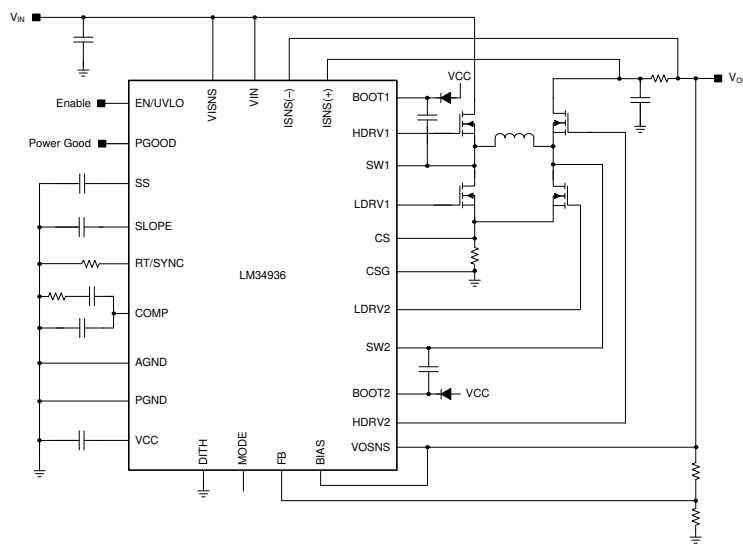 VIN
VOU
VISNS
VIN
ISNS(–)
ISNS(+)
BOOT1
VCC
Enable
EN/UVLO
HDRV1
Power Good
PGOOD
SW1
SS
LDRV1
SLOPE
CS
RT/SYNC
LM34936
CSG
COMP
LDRV2
SW2
AGND
BOOT2
VCC
PGND
HDRV2
VCC
VOSNS
DITH
MODE
FB
BIAS